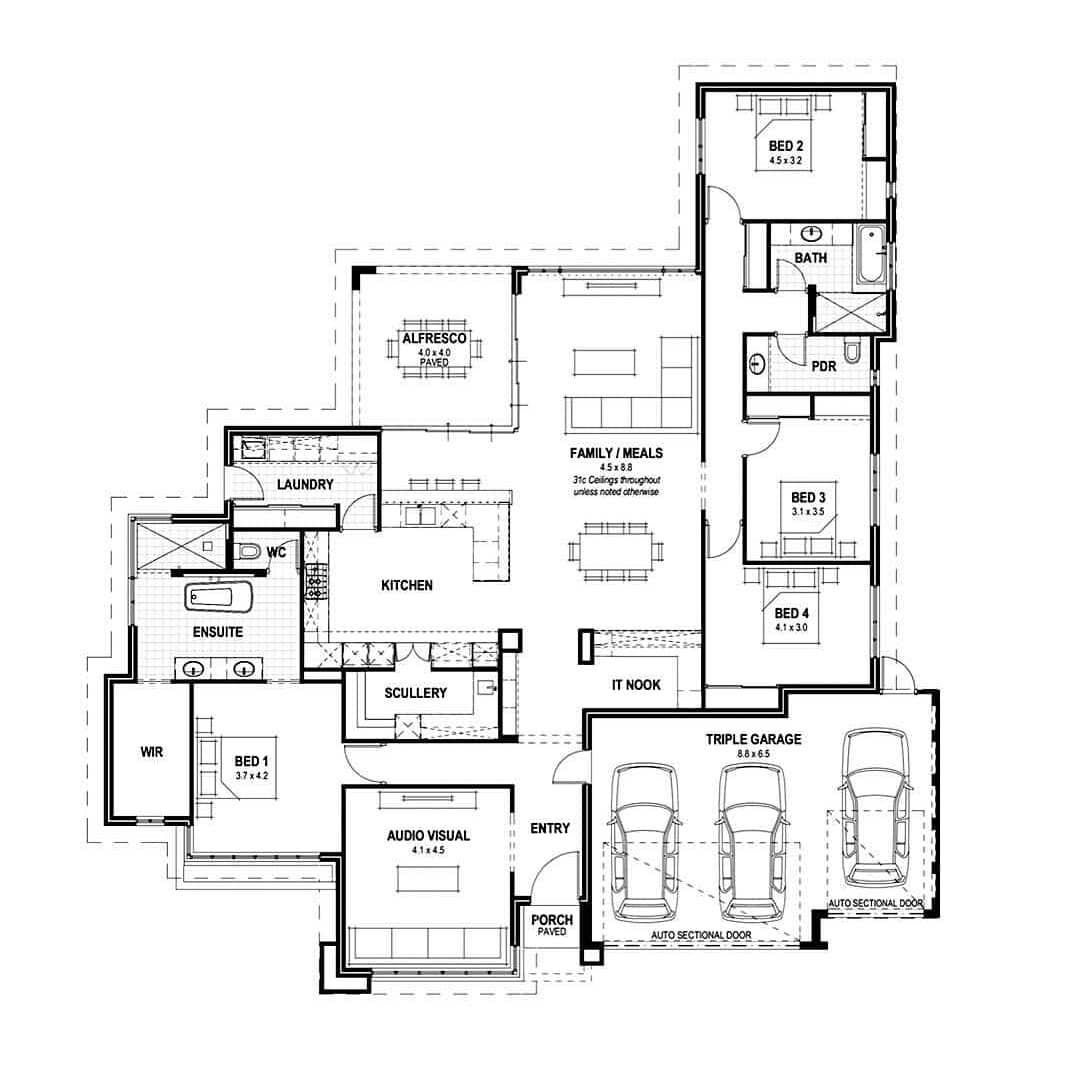 BED 2
4.5 x 3.2
BATH
ALFRESCO
4.0 x 4.0
PAVED
PDR
FAMILY / MEALS
4.5 x 8.8
31c Ceilings throughout
unless noted otherwise
LAUNDRY
BED 3
3.1 x 3.5
WC
KITCHEN
BED 4
4.1 x 3.0
ENSUITE
SCULLERY
IT NOOK
WIR
BED 1
3.7 x 4.2
TRIPLE GARAGE
8.8 x 6.5
AUDIO VISUAL
4.1 x 4.5
ENTRY
AUTO SECTIONAL DOOR
PORCH
PAVED
AUTO SECTIONAL DOOR